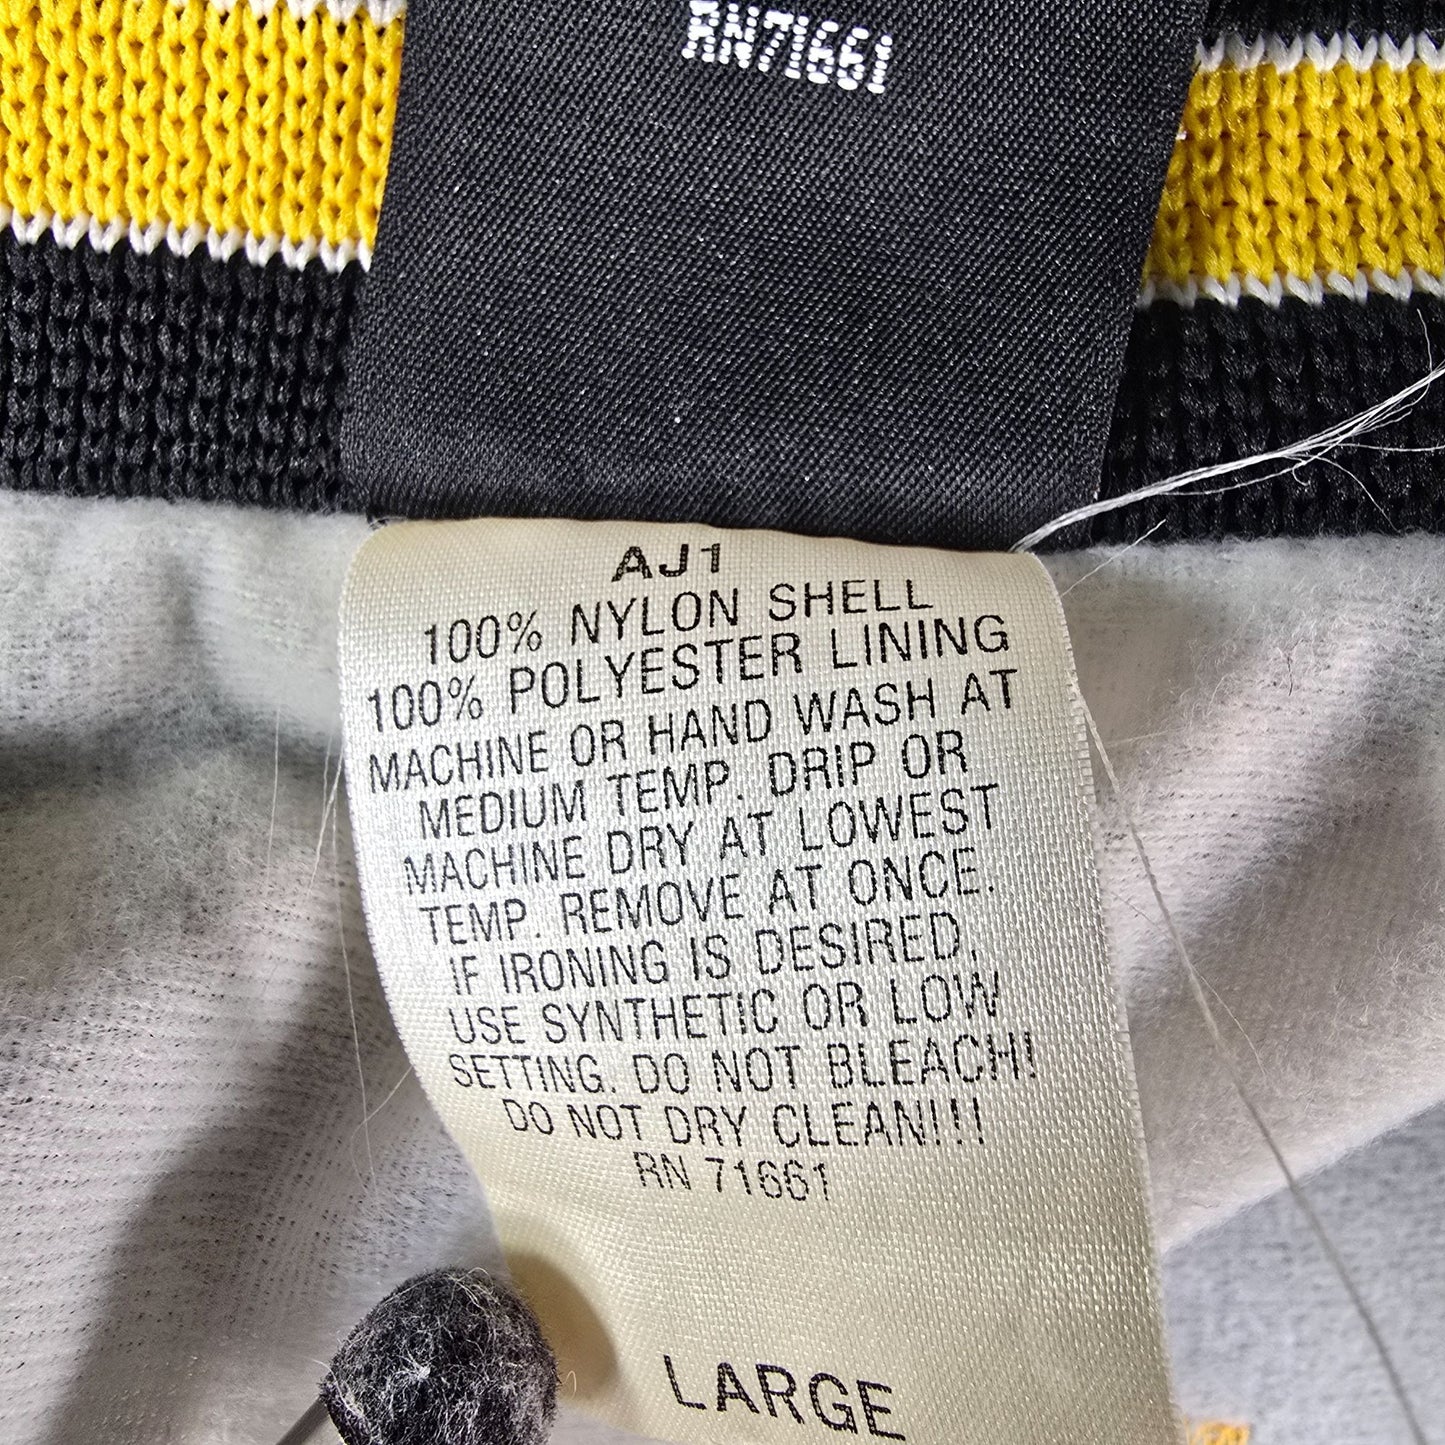 RN71661
AJ1
100% NYLON SHELL
100% POLYESTER LINING
MACHINE OR HAND WASH AT
MEDIUM TEMP. DRIP OR
MACHINE DRY AT LOWEST
TEMP. REMOVE AT ONCE.
IF IRONING IS DESIRED,
USE SYNTHETIC OR LOW
SETTING. DO NOT BLEACH!
DO NOT DRY CLEAN!!!
RN 71661
LARGE